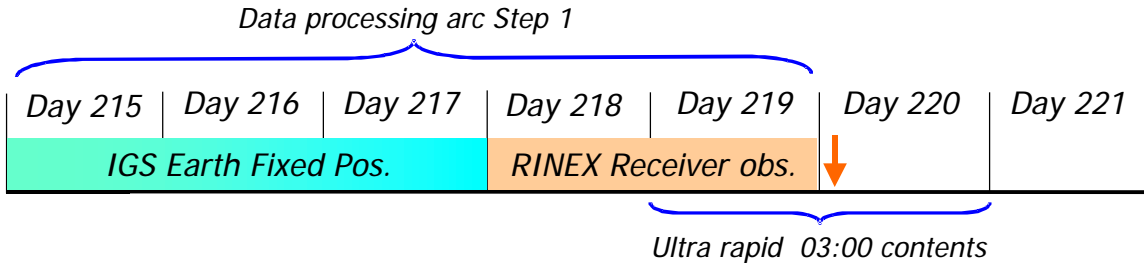 Data processing arc Step 1
Day 215 Day 216 Day 217 Day 218 Day 219 Day 220 Day 221
IGS Earth Fixed Pos. RINEX Receiver obs.
Ultra rapid 03:00 contents